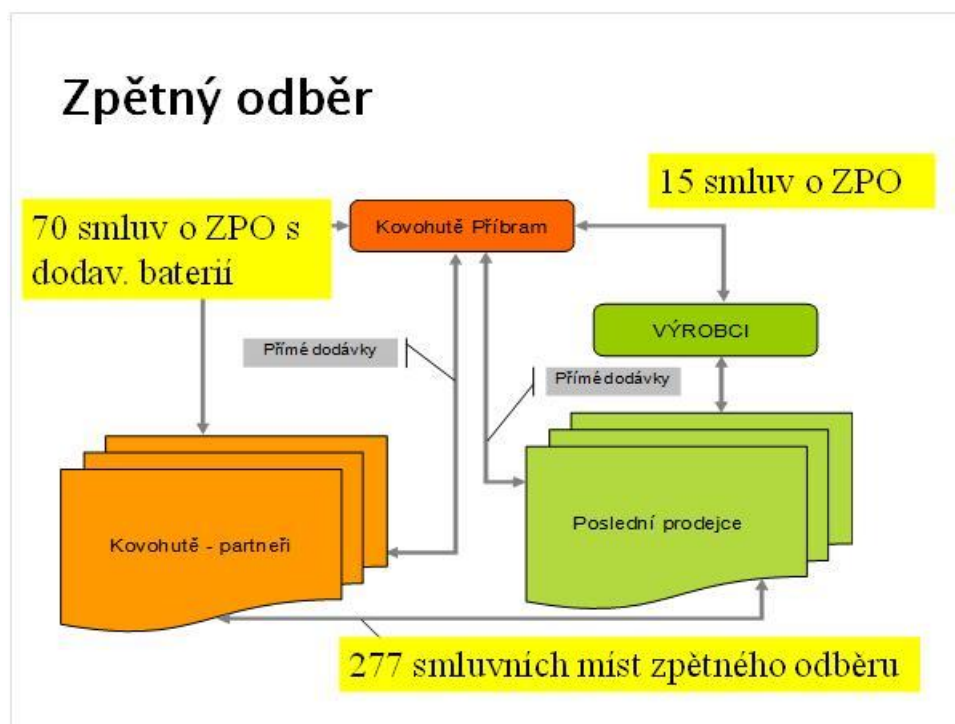 Zpětný odběr
15 smluv o ZPO
70 smluv o ZPO s
dodav. baterií
Kovohutě Příbram
VÝROBCI
Přímé dodávky
Přímé dodávky
Kovohutě - partneři
Poslední prodejce
277 smluvních míst zpětného odběru